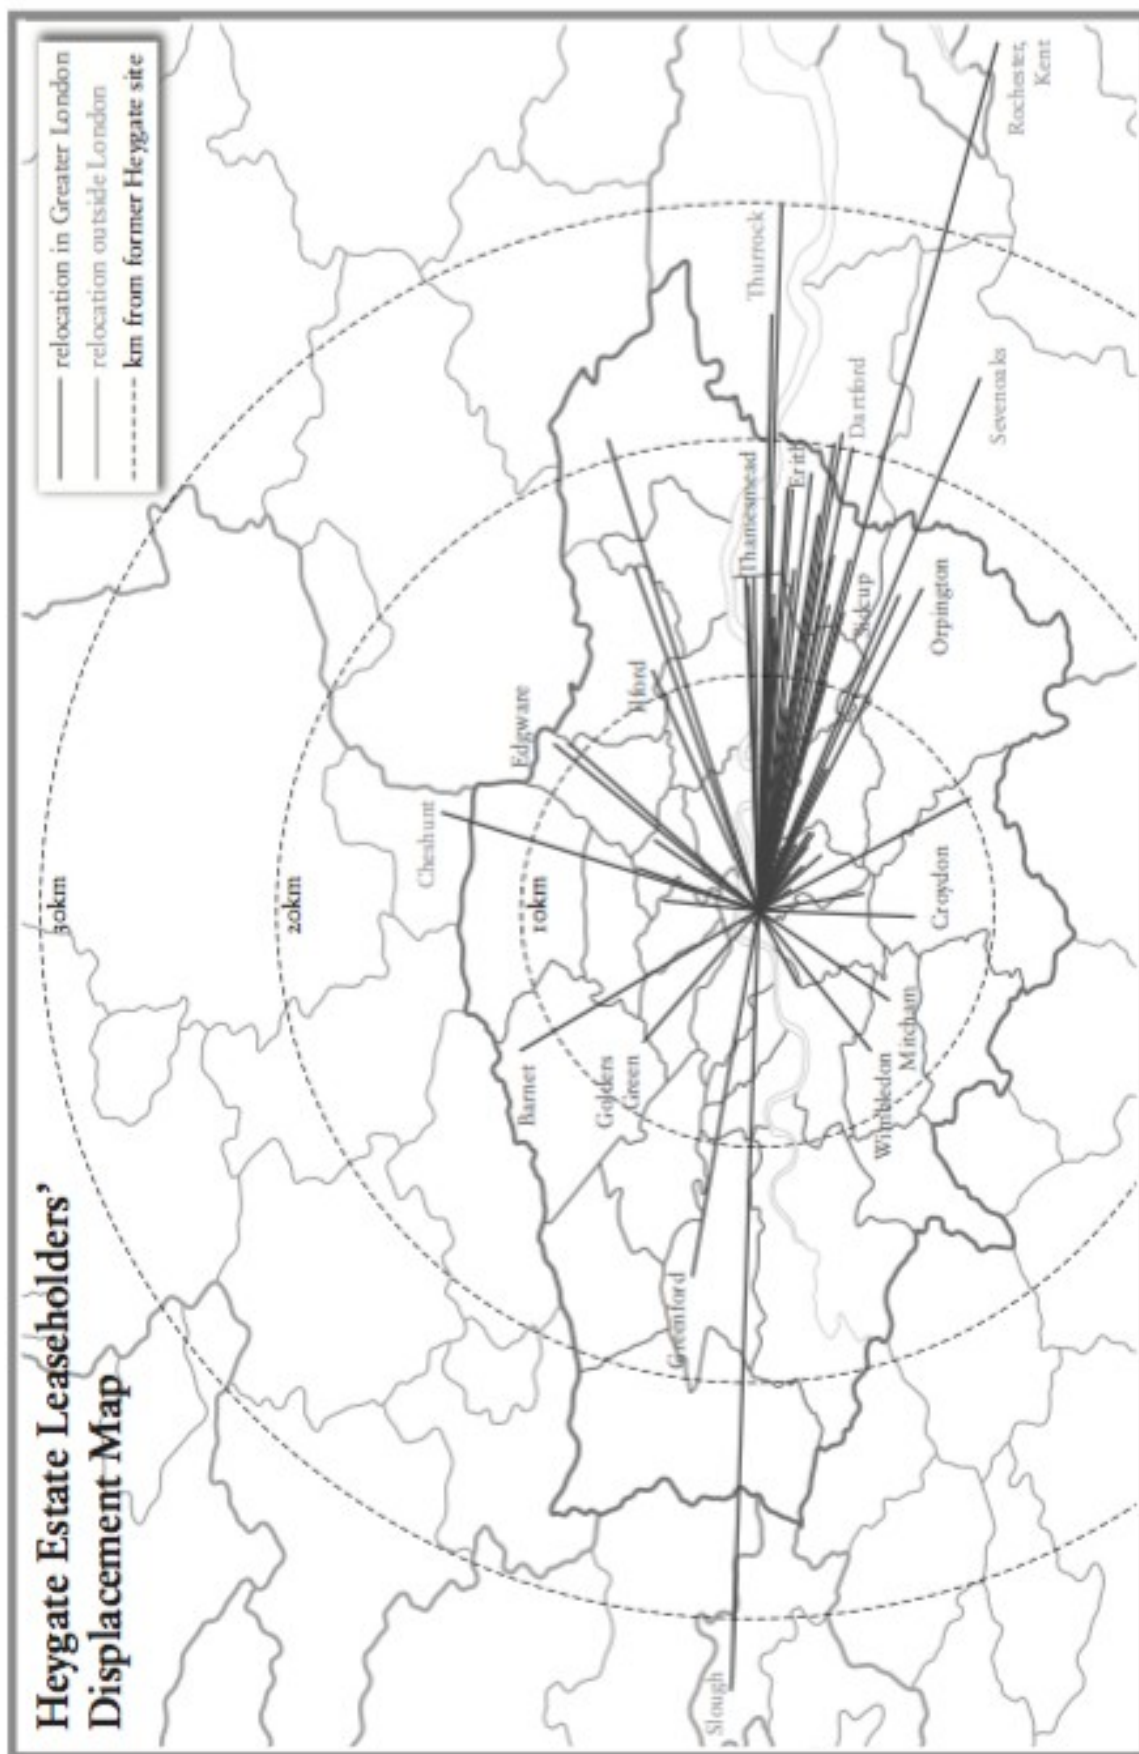 Heygate Estate Leaseholders'
Displacement Map
relocation in Greater London
relocation outside London
km from former Heygate site
30km
20km
10km
Cheshunt
Edgware
Barnet
Golders
Green
Ilford
Greenford
Slough
Thurrock
Thamesmead
Erith
Dartford
Sidcup
Orpington
Sevenoaks
Rochester,
Kent
Croydon
Mitcham
Wimbledon